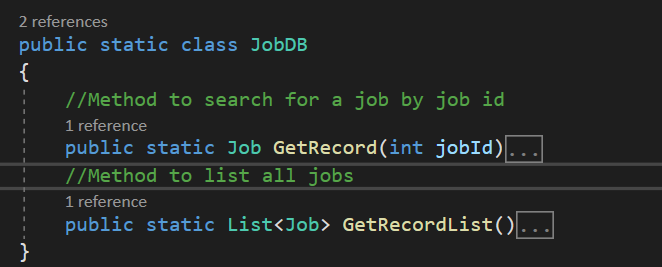 2 references
public static class JobDB
{
//Method to search for a job by job id
1 reference
public static Job GetRecord(int jobId)...
//Method to list all jobs
1 reference
public static List<Job> GetRecordList()...
}